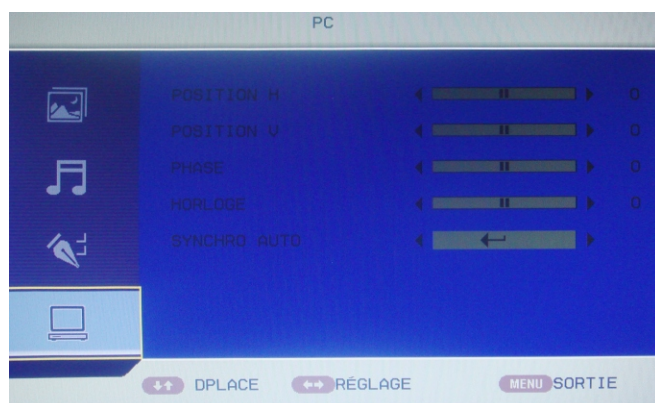 PC
POSITION H 0
POSITION V 0
PHASE 0
HORLOGE 0
SYNCHRO AUTO
DPLACE RÉGLAGE MENU SORTIE